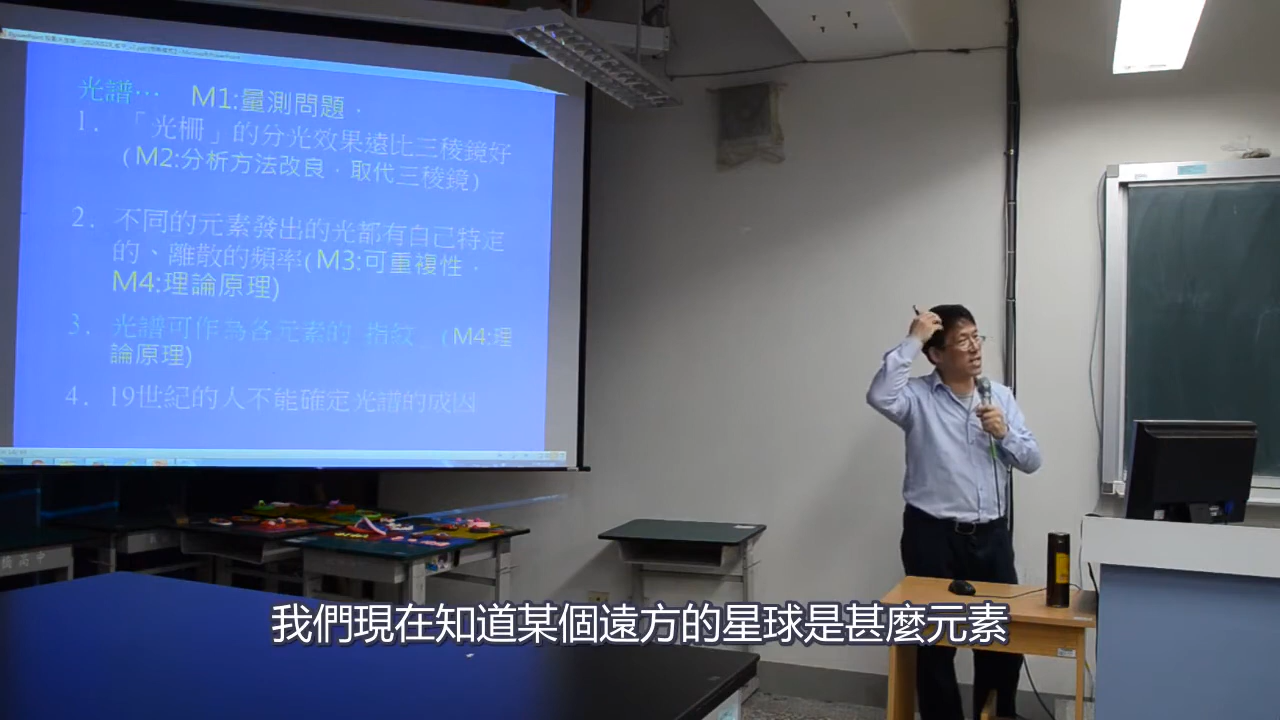 光譜… M1:量測問題.
1. 「光柵」的分光效果遠比三稜鏡好
(M2:分析方法改良.取代三稜鏡)
2. 不同的元素發出的光都有自己特定
的、離散的頻率(M3:可重複性.
M4:理論原理)
3. 光譜可作為各元素的 指紋 (M4:理
論原理)
4. 19世紀的人不能確定光譜的成因
我們現在知道某個遠方的星球是甚麼元素